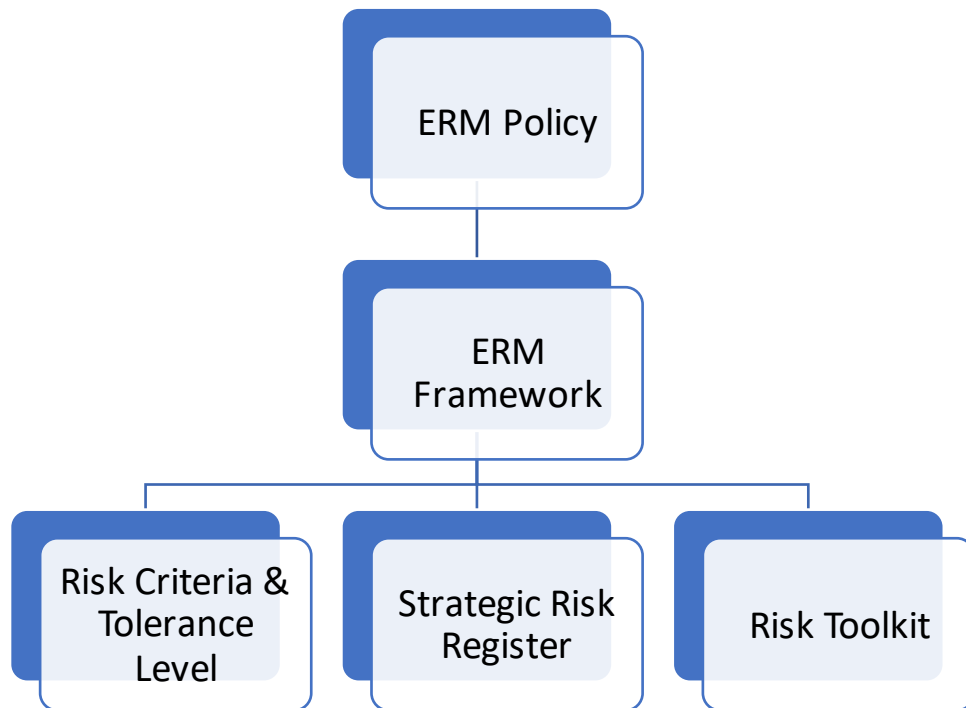 ERM Policy
ERM
Framework
Risk Criteria &
Tolerance
Level
Strategic Risk
Register
Risk Toolkit